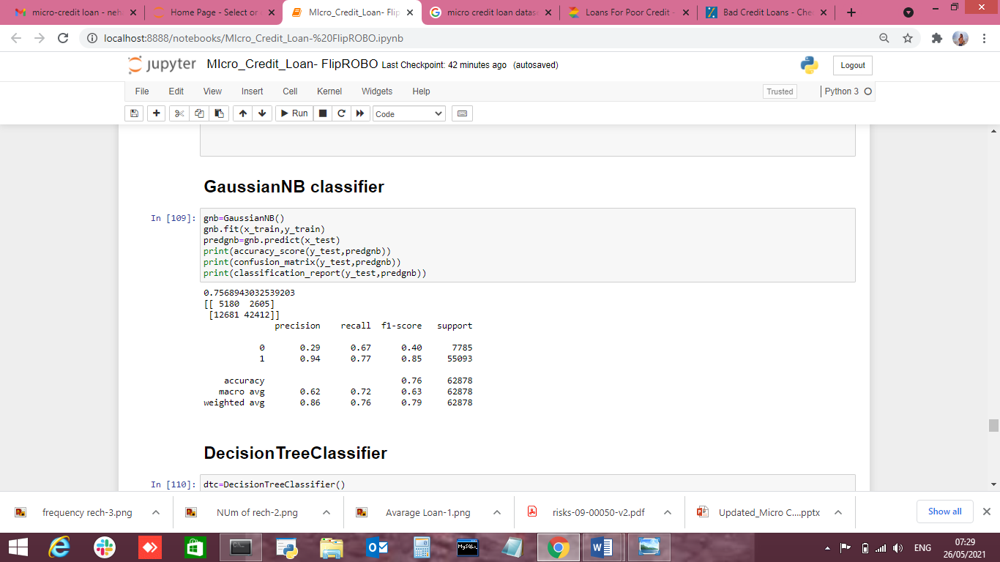 micro-credit loan - neh
Home Page - Select or
MIcro_Credit_Loan- Flip
micro credit loan datase
Loans For Poor Credit -
Bad Credit Loans - Che
localhost:8888/notebooks/MIcro_Credit_Loan-%20FlipROBO.ipynb
jupyter MIcro_Credit_Loan- FlipROBO Last Checkpoint: 42 minutes ago (autosaved)
Logout
File Edit View Insert Cell Kernel Widgets Help
Trusted Python 3
Run Code
GaussianNB classifier
In [109]: gnb=GaussianNB()
gnb.fit(x_train,y_train)
predgnb=gnb.predict(x_test)
print(accuracy_score(y_test,predgnb))
print(confusion_matrix(y_test,predgnb))
print(classification_report(y_test,predgnb))
0.7568943032539203
[[ 5180 2605]
[12681 42412]]
precision recall f1-score support
0 0.29 0.67 0.40 7785
1 0.94 0.77 0.85 55093
accuracy 0.76 62878
macro avg 0.62 0.72 0.63 62878
weighted avg 0.86 0.76 0.79 62878
DecisionTreeClassifier
In [110]: dtc=DecisionTreeClassifier()
frequency rech-3.png
NUm of rech-2.png
Avarage Loan-1.png
risks-09-00050-v2.pdf
Updated_Micro C....pptx
Show all
MySQL
ENG
07:29
26/05/2021